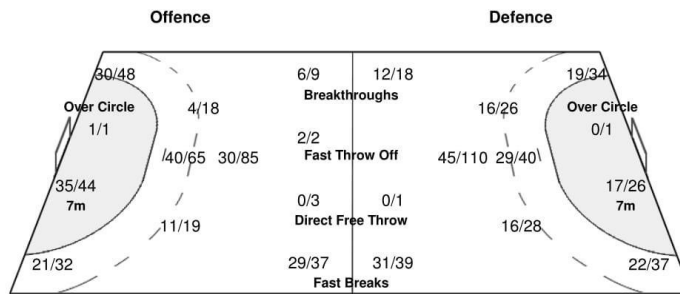 Offence Defence
30/48 6/9 12/18 19/34
Breakthroughs
Over Circle 4/18 16/26 Over Circle
1/1 0/1
2/2
40/65 30/85 Fast Throw Off 45/110 29/40
35/44 17/26
7m 0/3 0/1 7m
11/19 Direct Free Throw 16/28
21/32 29/37 31/39 22/37
Fast Breaks